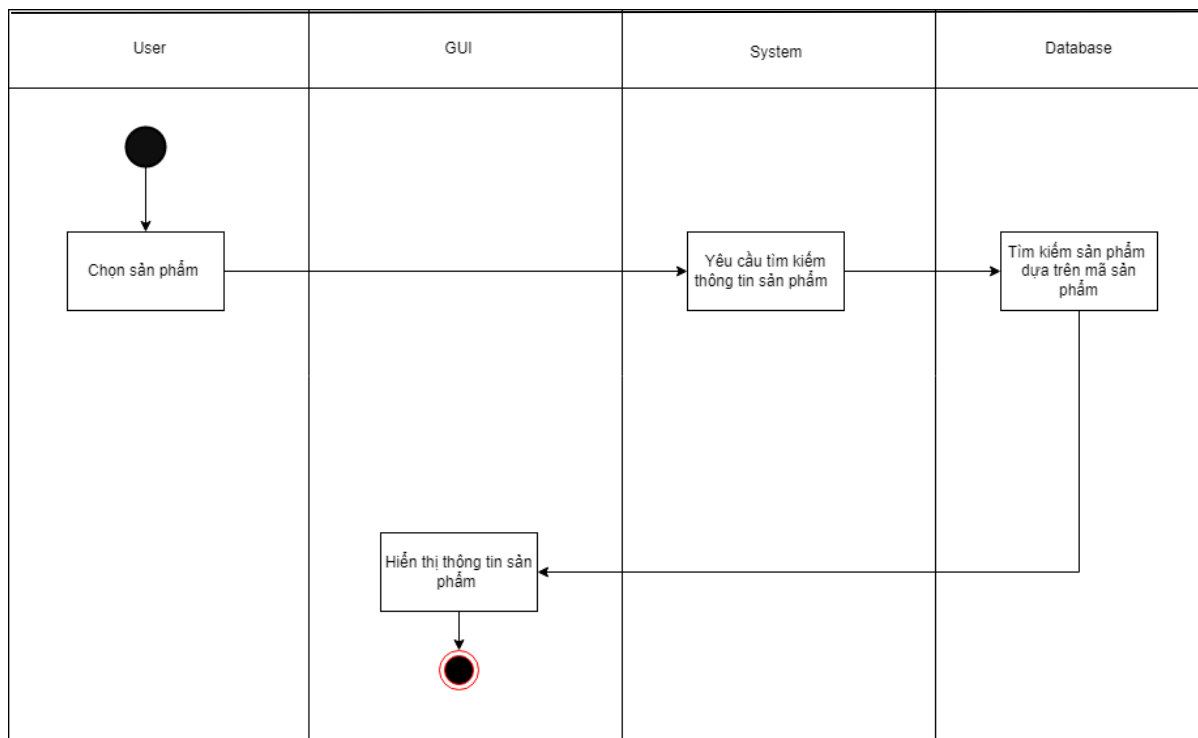 User
GUI
System
Database
Chọn sản phẩm
Yêu cầu tìm kiếm
thông tin sản phẩm
Tìm kiếm sản phẩm
dựa trên mã sản
phẩm
Hiển thị thông tin sản
phẩm